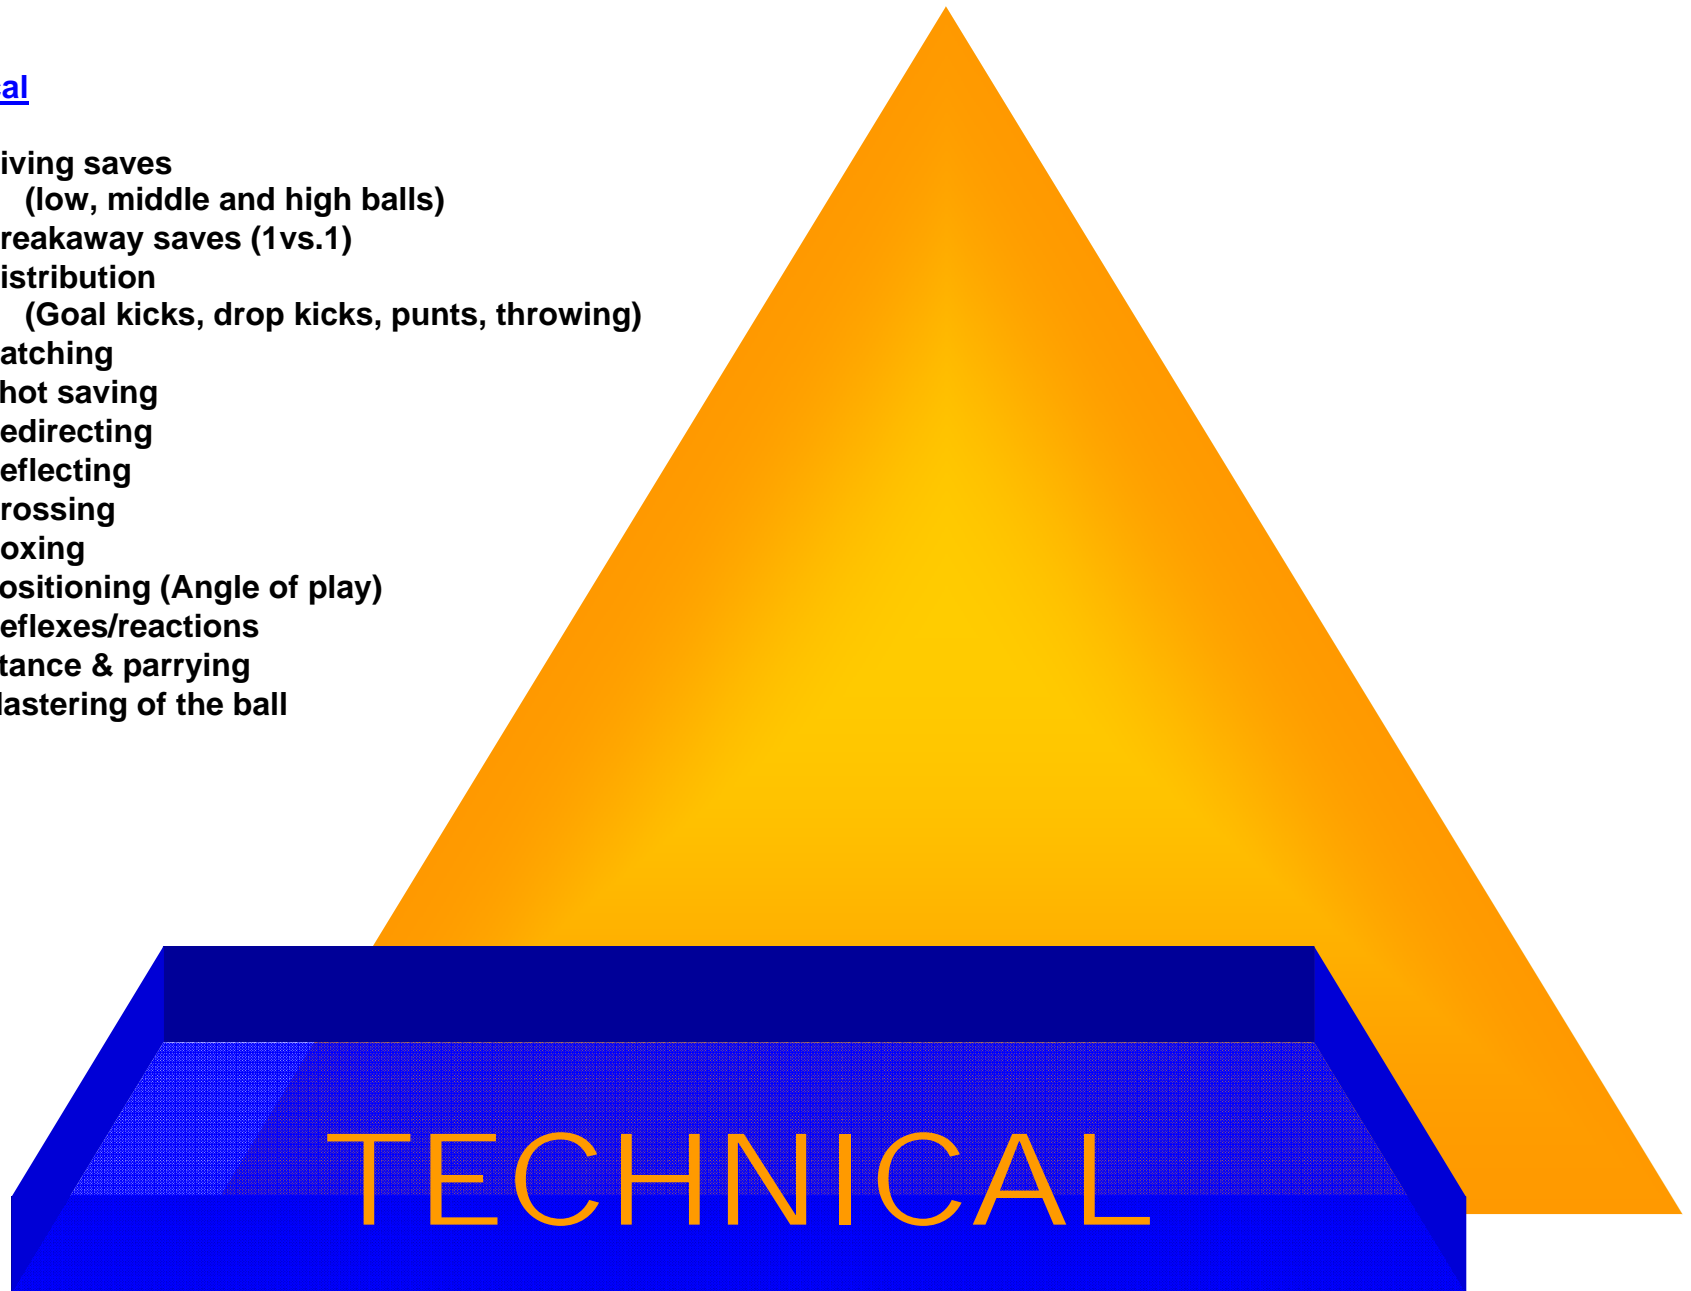 al
iving saves
(low, middle and high balls)
reakaway saves (1vs.1)
istribution
(Goal kicks, drop kicks, punts, throwing)
atching
hot saving
edirecting
eflecting
rossing
oxing
ositioning (Angle of play)
eflexes/reactions
tance & parrying
lastering of the ball
TECHNICAL